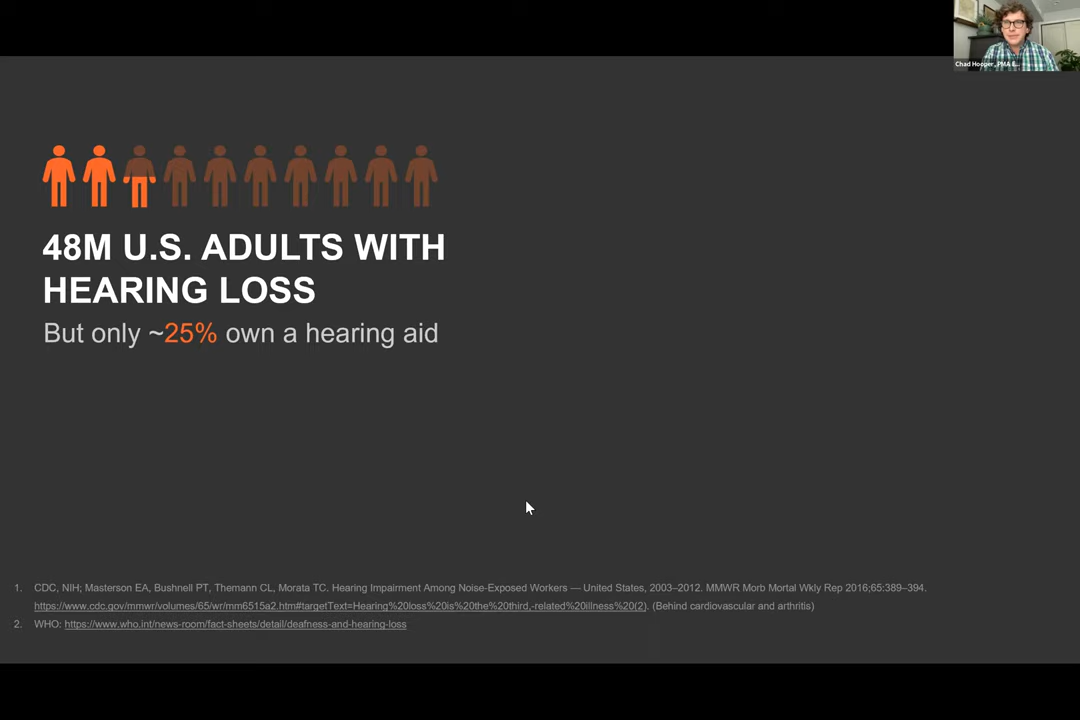 Chad Hooger, PMA E...
48M U.S. ADULTS WITH
HEARING LOSS
But only ~25% own a hearing aid
1. CDC, NIH; Masterson EA, Bushnell PT, Themann CL, Morata TC. Hearing Impairment Among Noise-Exposed Workers — United States, 2003–2012. MMWR Morb Mortal Wkly Rep 2016;65:389–394.
https://www.cdc.gov/mmwr/volumes/65/wr/mm6515a2.htm#targetText=Hearing%20loss%20is%20the%20third,-related%20illness%20(2). (Behind cardiovascular and arthritis)
2. WHO: https://www.who.int/news-room/fact-sheets/detail/deafness-and-hearing-loss